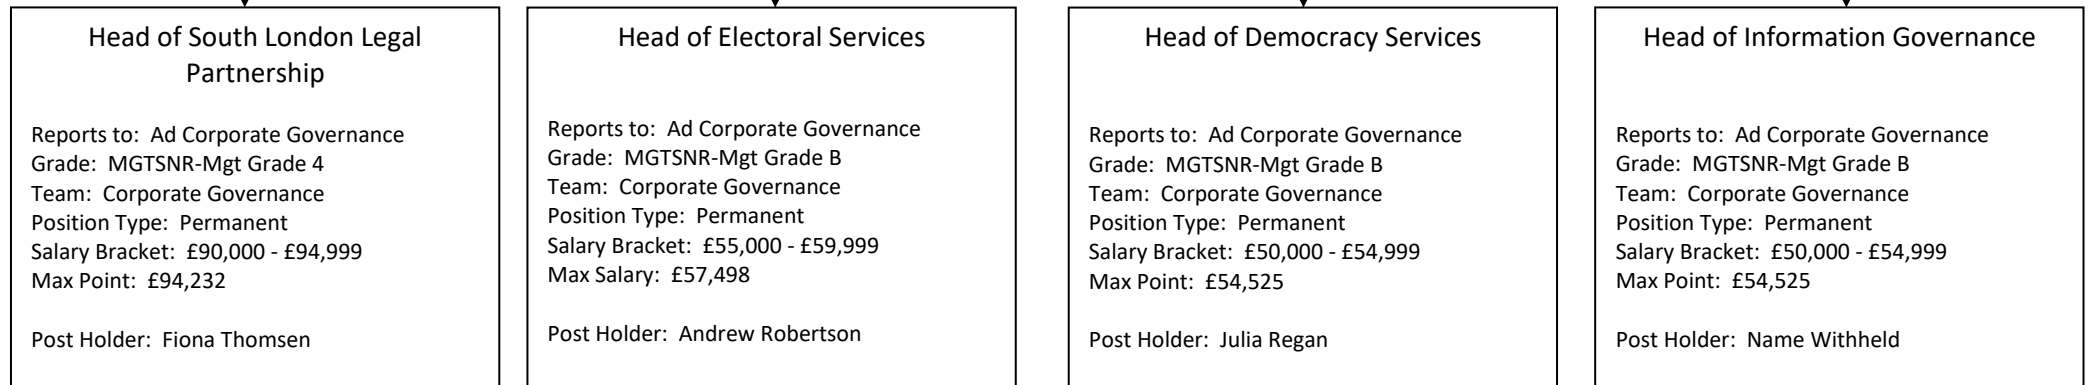 Head of South London Legal
Partnership
Reports to: Ad Corporate Governance
Grade: MGTSNR-Mgt Grade 4
Team: Corporate Governance
Position Type: Permanent
Salary Bracket: £90,000 - £94,999
Max Point: £94,232
Post Holder: Fiona Thomsen
Head of Electoral Services
Reports to: Ad Corporate Governance
Grade: MGTSNR-Mgt Grade B
Team: Corporate Governance
Position Type: Permanent
Salary Bracket: £55,000 - £59,999
Max Salary: £57,498
Post Holder: Andrew Robertson
Head of Democracy Services
Reports to: Ad Corporate Governance
Grade: MGTSNR-Mgt Grade B
Team: Corporate Governance
Position Type: Permanent
Salary Bracket: £50,000 - £54,999
Max Point: £54,525
Post Holder: Julia Regan
Head of Information Governance
Reports to: Ad Corporate Governance
Grade: MGTSNR-Mgt Grade B
Team: Corporate Governance
Position Type: Permanent
Salary Bracket: £50,000 - £54,999
Max Point: £54,525
Post Holder: Name Withheld